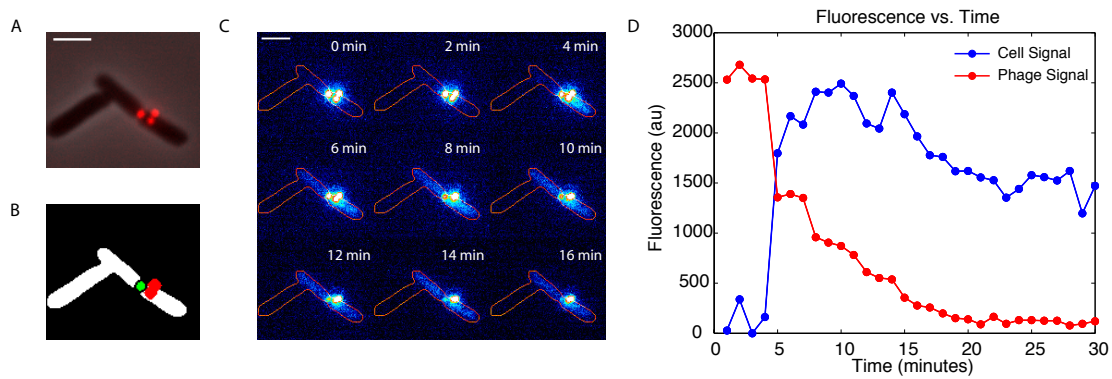 A
B
C
0 min
2 min
4 min
6 min
8 min
10 min
12 min
14 min
16 min
D
Fluorescence vs. Time
Cell Signal
Phage Signal
Fluorescence (au)
3000
2500
2000
1500
1000
500
0
0 5 10 15 20 25 30
Time (minutes)